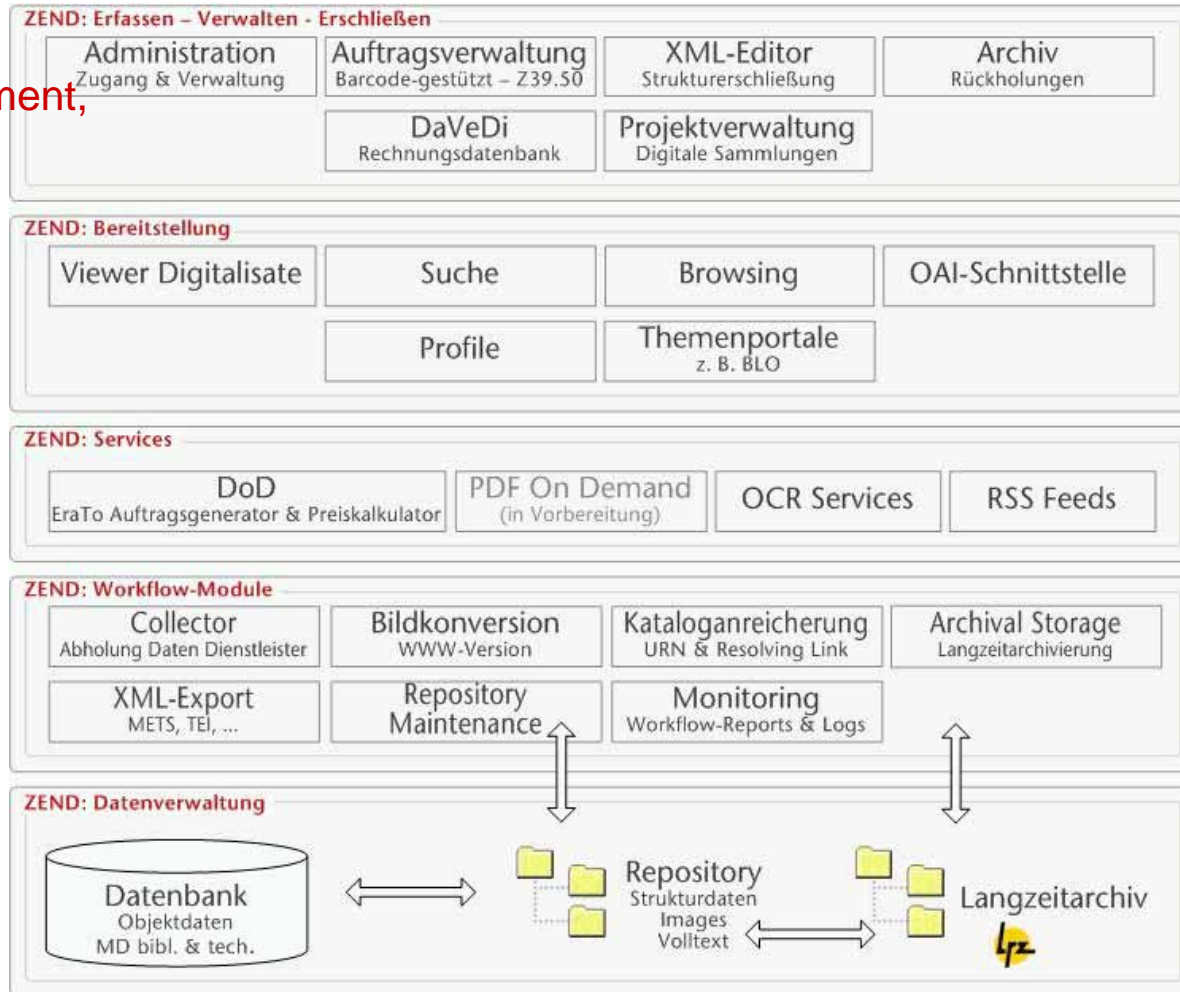 ZEND: Erfassen – Verwalten - Erschließen
Administration
Zugang & Verwaltung
Auftragsverwaltung
Barcode-gestützt – Z39.50
XML-Editor
Strukturerschließung
Archiv
Rückholungen
ment,
DaVeDi
Rechnungsdatenbank
Projektverwaltung
Digitale Sammlungen
ZEND: Bereitstellung
Viewer Digitalisate
Suche
Browsing
OAI-Schnittstelle
Profile
Themenportale
z. B. BLO
ZEND: Services
DoD
EraTo Auftragsgenerator & Preiskalkulator
PDF On Demand
(in Vorbereitung)
OCR Services
RSS Feeds
ZEND: Workflow-Module
Collector
Abholung Daten Dienstleister
Bildkonversion
WWW-Version
Kataloganreicherung
URN & Resolving Link
Archival Storage
Langzeitarchivierung
XML-Export
METS, TEI, ...
Repository
Maintenance
Monitoring
Workflow-Reports & Logs
ZEND: Datenverwaltung
Datenbank
Objektdaten
MD bibl. & tech.
Repository
Strukturdaten
Images
Volltext
Langzeitarchiv
lrz